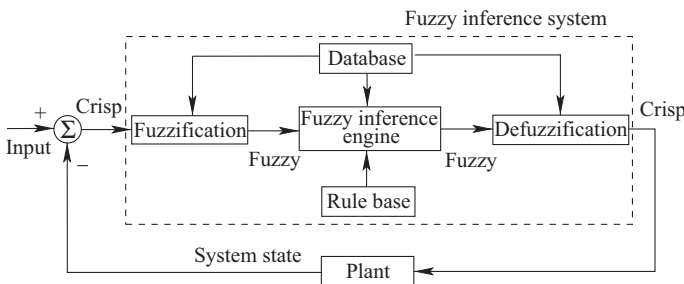 Fuzzy inference system
Database
+
Crisp
Crisp
Σ
Fuzzification
Fuzzy inference
engine
Defuzzification
Input
−
Fuzzy
Fuzzy
Rule base
System state
Plant